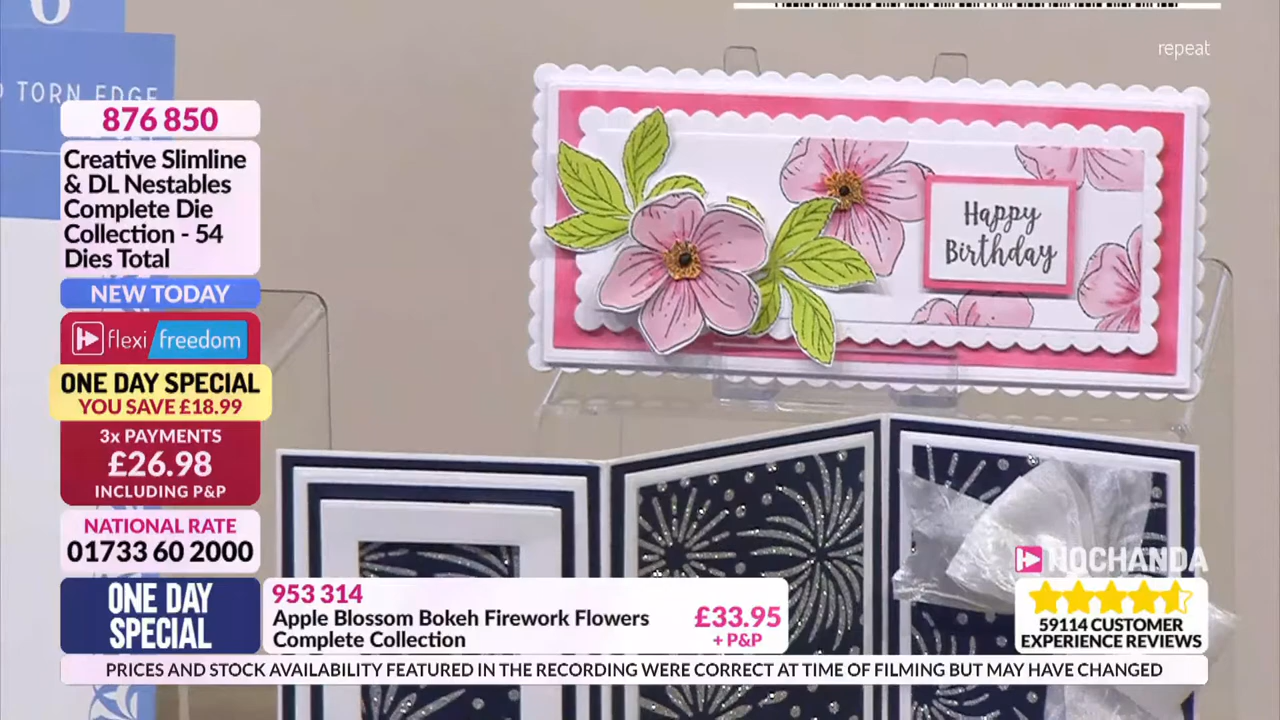 6
D TORN EDGE
repeat
876 850
Creative Slimline
& DL Nestables
Complete Die
Collection - 54
Dies Total
NEW TODAY
flexi freedom
ONE DAY SPECIAL
YOU SAVE £18.99
3x PAYMENTS
£26.98
INCLUDING P&P
NATIONAL RATE
01733 60 2000
Happy
Birthday
HOCHANDA
ONE DAY
SPECIAL
953 314
Apple Blossom Bokeh Firework Flowers
Complete Collection
£33.95
+ P&P
59114 CUSTOMER
EXPERIENCE REVIEWS
PRICES AND STOCK AVAILABILITY FEATURED IN THE RECORDING WERE CORRECT AT TIME OF FILMING BUT MAY HAVE CHANGED